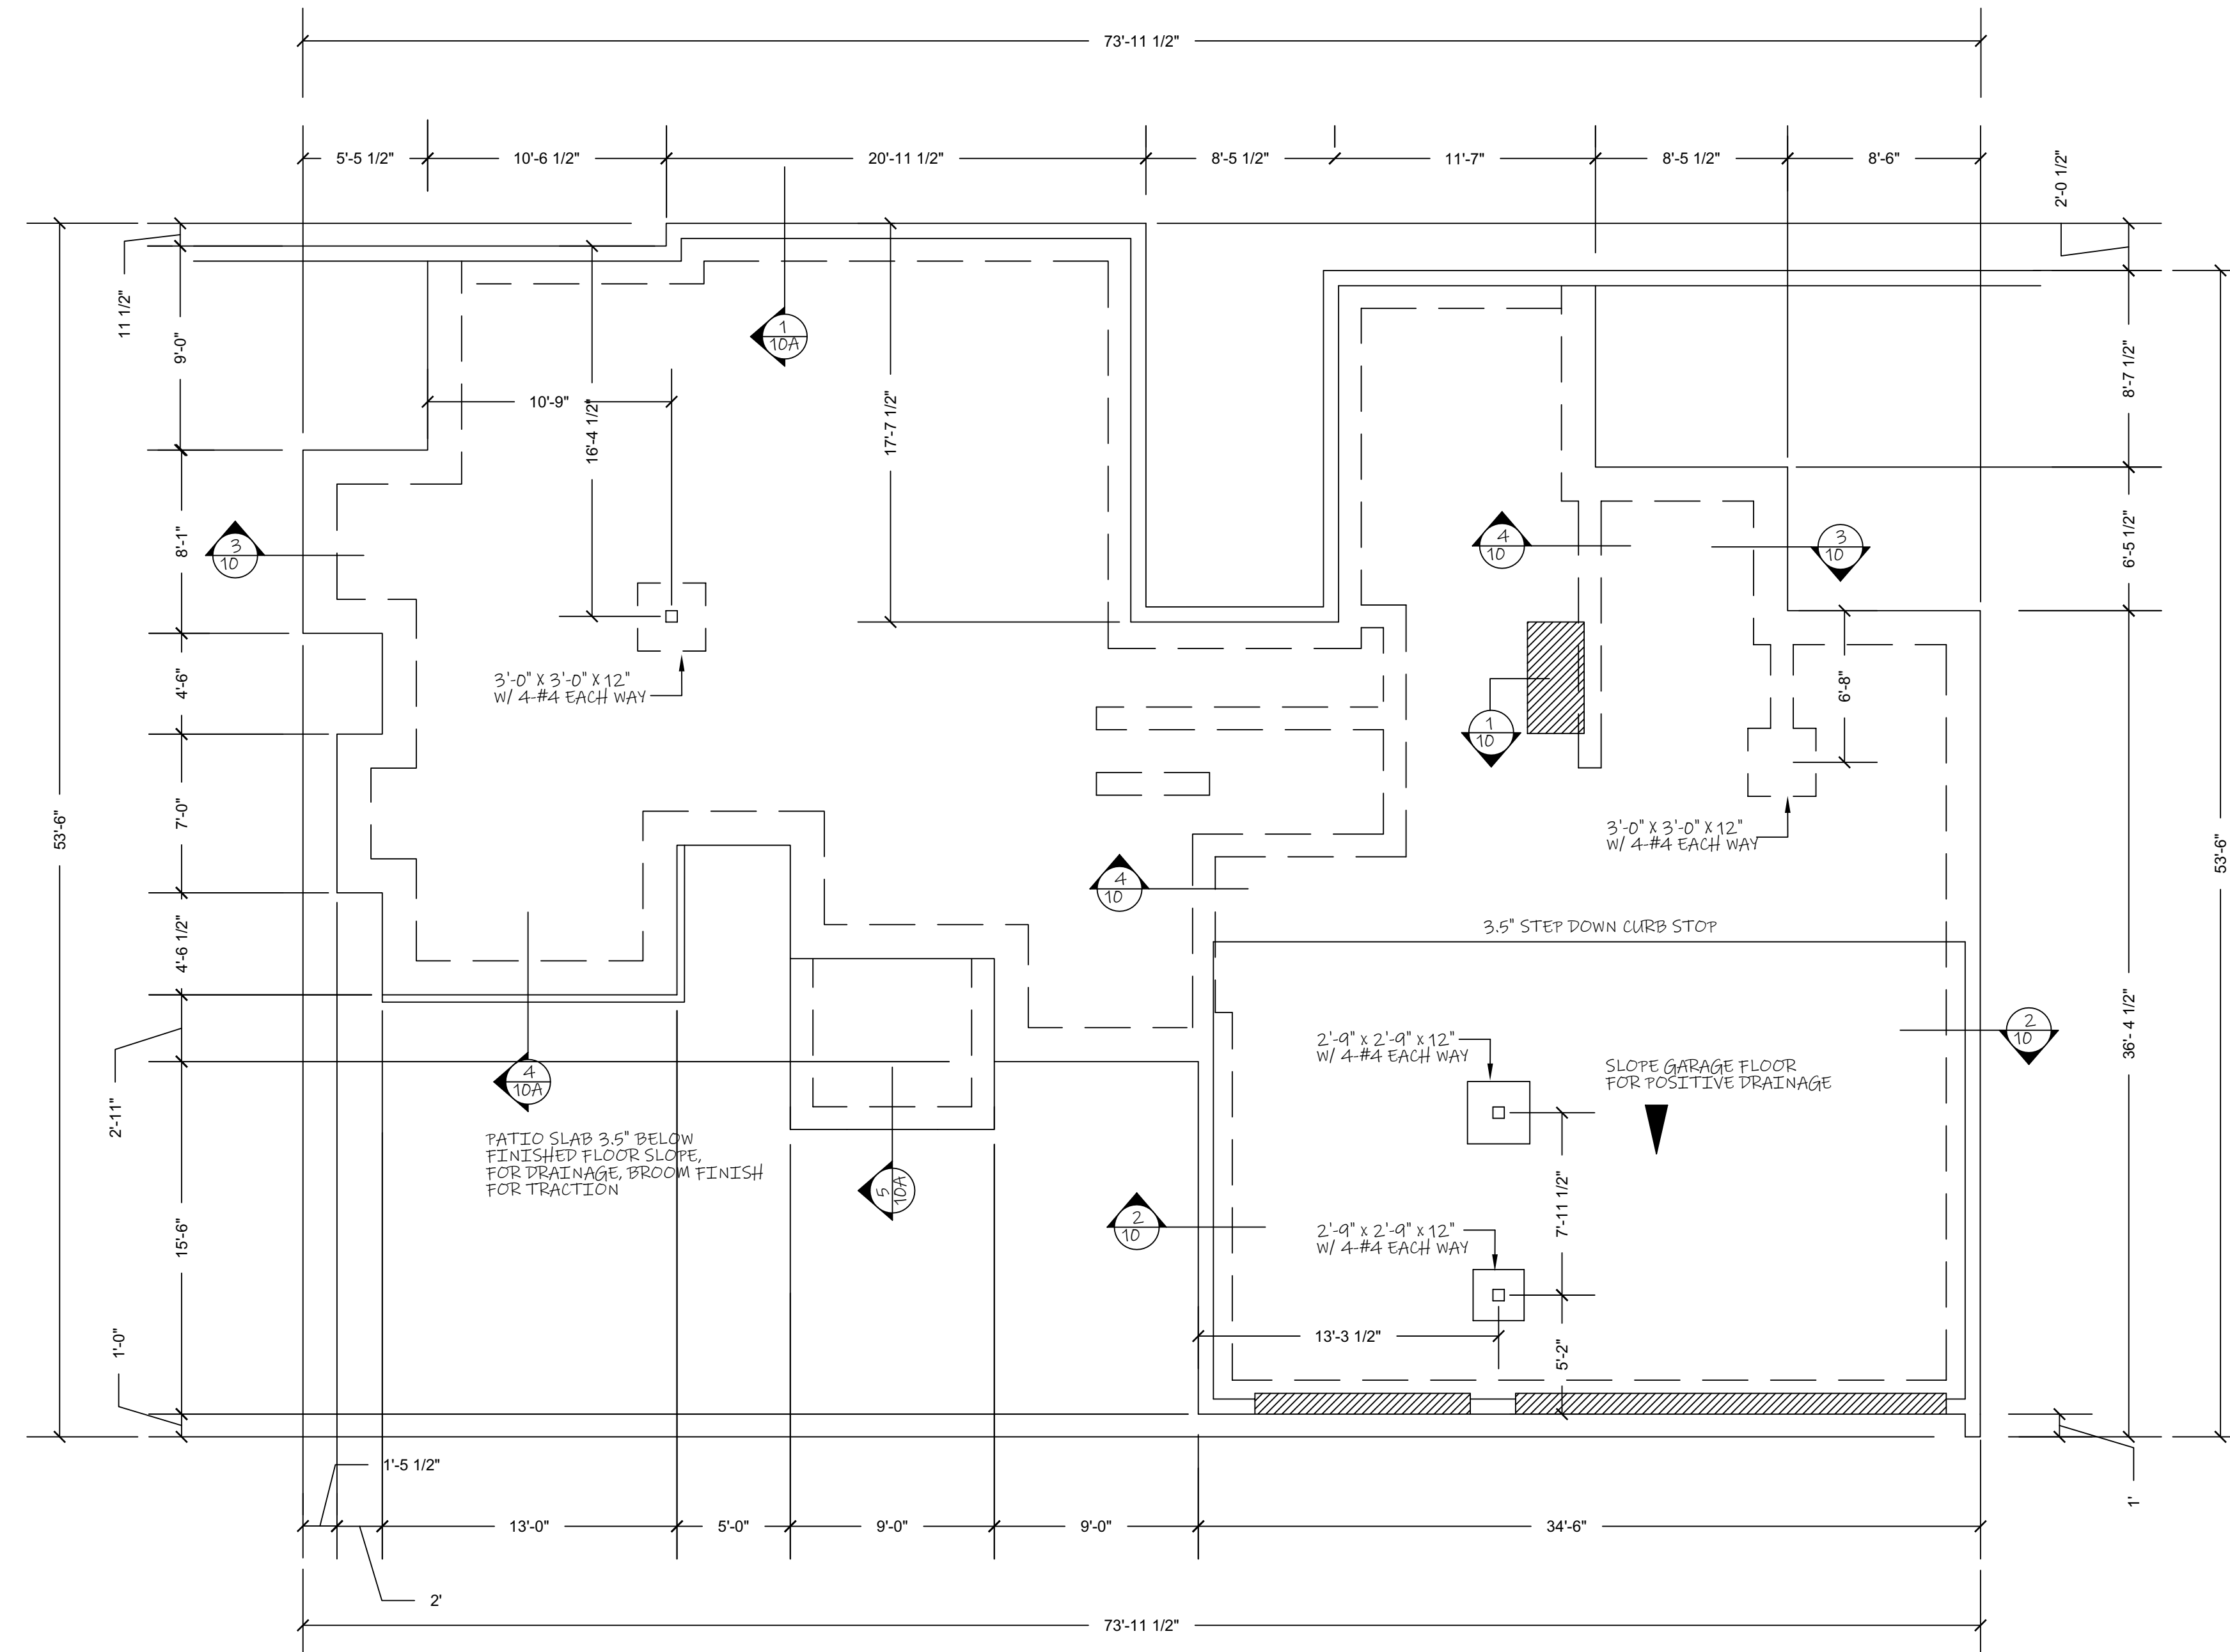 73'-11 1/2"
5'-5 1/2"
10'-6 1/2"
20'-11 1/2"
8'-5 1/2"
11'-7"
8'-5 1/2"
8'-6"
2'-0 1/2"
11 1/2"
9'-0"
8'-1"
4'-6"
7'-0"
4'-6 1/2"
2'-11"
15'-6"
1'-0"
53'-6"
1
10A
10'-9"
16'-4 1/2"
17'-7 1/2"
3
10
4
10
3
10
8'-7 1/2"
6'-5 1/2"
36'- 4 1/2"
53'-6"
3'-0" X 3'-0" X 12"
W/ 4-#4 EACH WAY
1
10
6'-8"
3'-0" X 3'-0" X 12"
W/ 4-#4 EACH WAY
4
10
3.5" STEP DOWN CURB STOP
2'-9" X 2'-9" X 12"
W/ 4-#4 EACH WAY
SLOPE GARAGE FLOOR
FOR POSITIVE DRAINAGE
2
10
4
10A
PATIO SLAB 3.5" BELOW
FINISHED FLOOR SLOPE,
FOR DRAINAGE, BROOM FINISH
FOR TRACTION
5
10A
2
10
2'-9" X 2'-9" X 12"
W/ 4-#4 EACH WAY
7'-11 1/2"
13'-3 1/2"
5'-2"
1'
1'-5 1/2"
13'-0"
5'-0"
9'-0"
9'-0"
34'-6"
2'
73'-11 1/2"